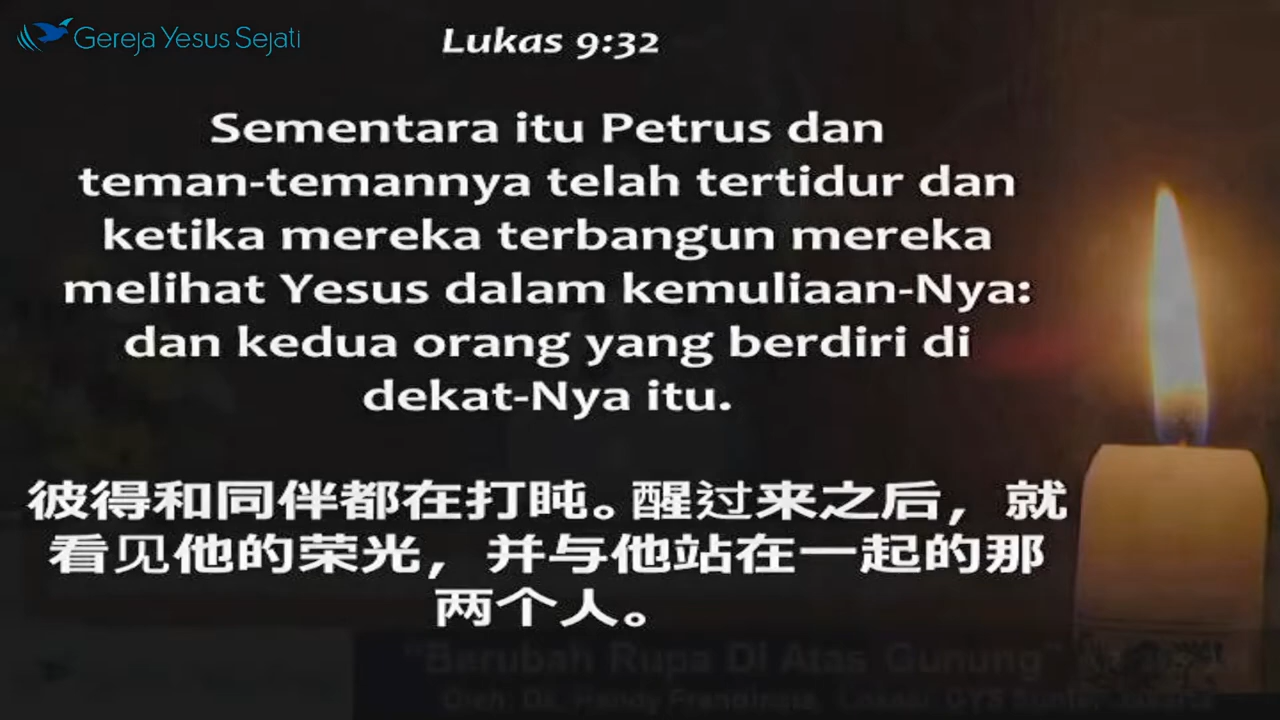 Gereja Yesus Sejati
Lukas 9:32
Sementara itu Petrus dan
teman-temannya telah tertidur dan
ketika mereka terbangun mereka
melihat Yesus dalam kemuliaan-Nya:
dan kedua orang yang berdiri di
dekat-Nya itu.
彼得和同伴都在打盹。醒过来之后，就
看见他的荣光，并与他站在一起的那
两个人。
"Berubah Rupa Di Atas Gunung"